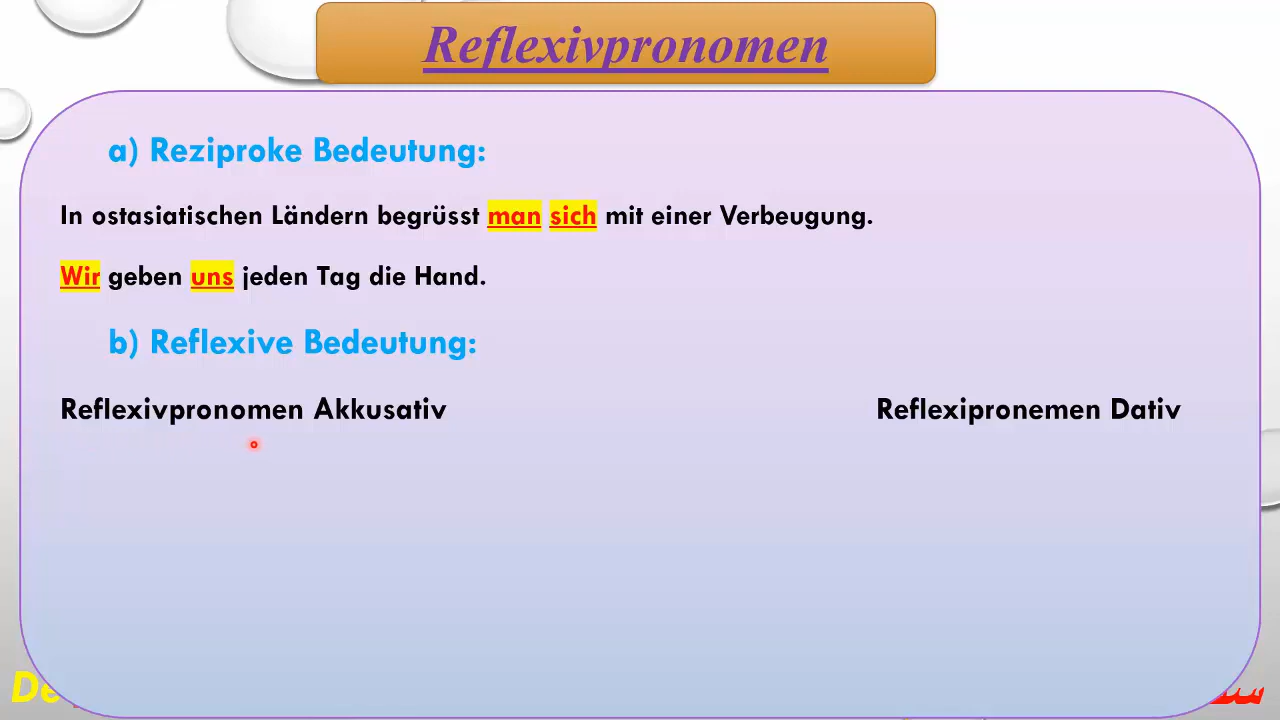 Reflexivpronomen
a) Reziproke Bedeutung:
In ostasiatischen Ländern begrüsst man sich mit einer Verbeugung.
Wir geben uns jeden Tag die Hand.
b) Reflexive Bedeutung:
Reflexivpronomen Akkusativ Reflexipronemen Dativ